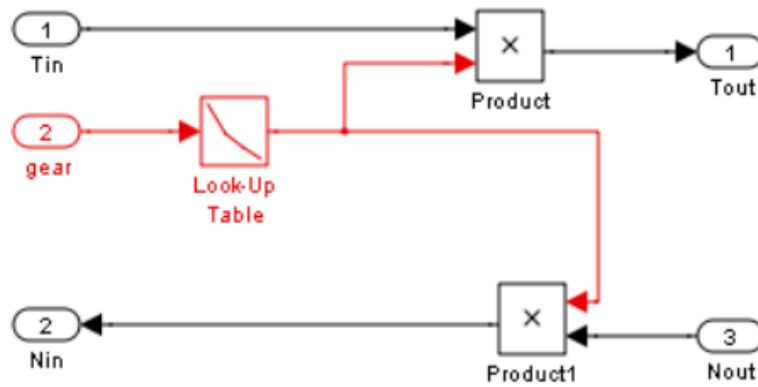 1
Tin
×
Product
1
Tout
2
gear
Look-Up
Table
2
Nin
×
Product1
3
Nout